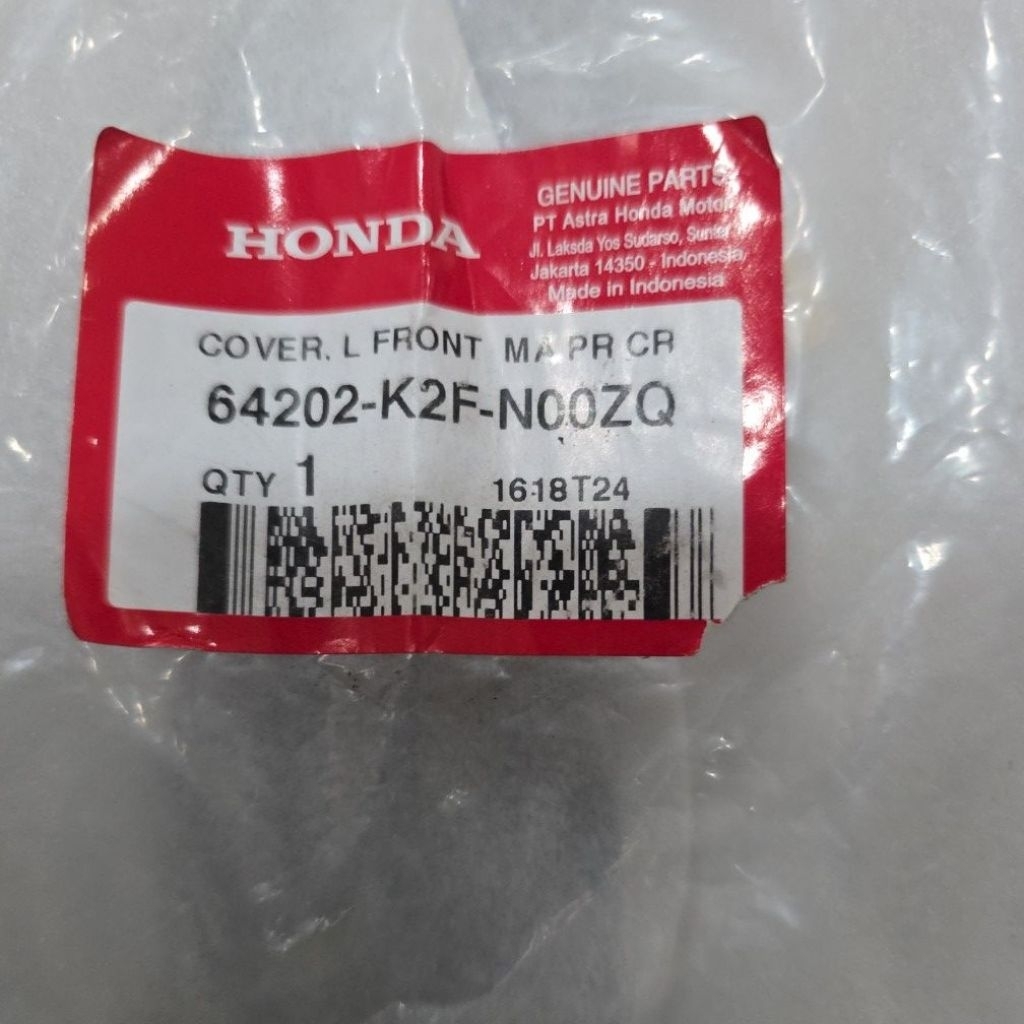 HONDA
GENUINE PARTS
PT Astra Honda Motor
Jl. Laksda Yos Sudarso,
Jakarta 14350 - Indonesia
Made in Indonesia
COVER. L FRONT MA PR CR
64202-K2F-N00ZQ
QTY 1
1618T24